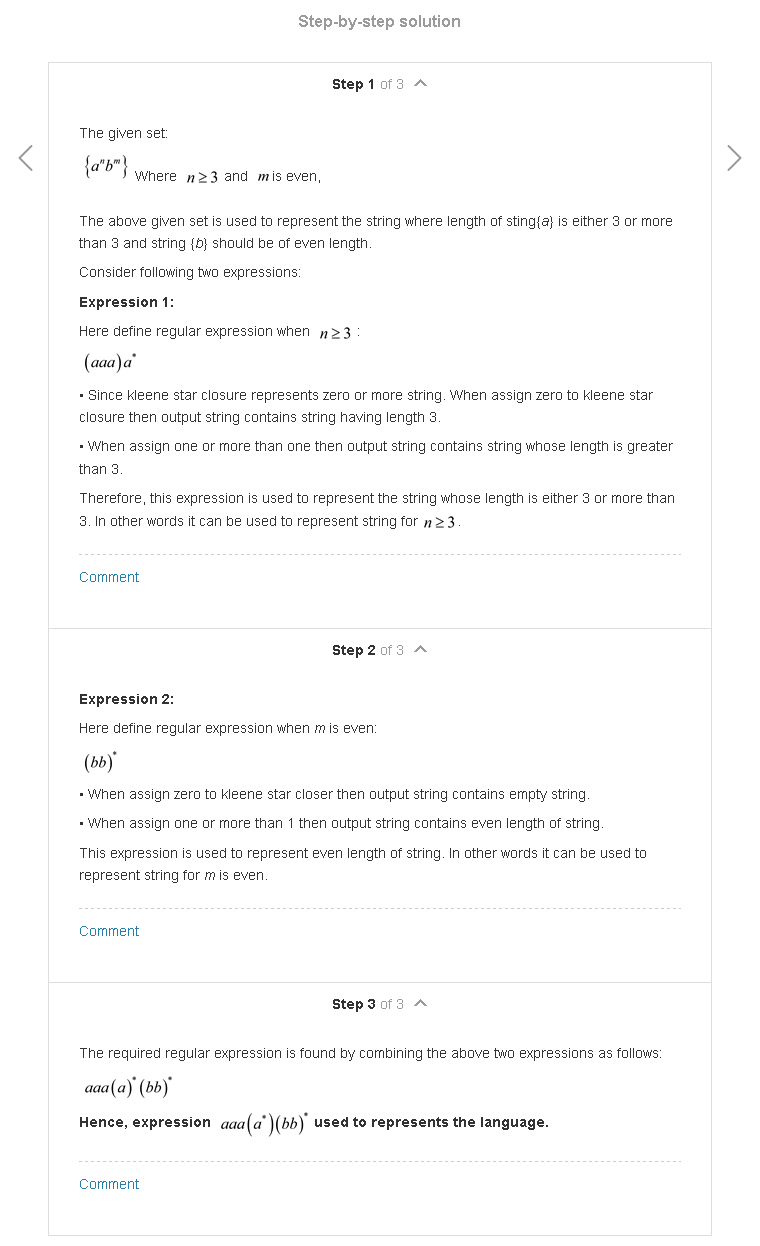 Step-by-step solution
Step 1 of 3
The given set:
{aⁿbᵐ} Where n ≥ 3 and m is even,
The above given set is used to represent the string where length of sting{a} is either 3 or more
than 3 and string {b} should be of even length.
Consider following two expressions:
Expression 1:
Here define regular expression when n ≥ 3 :
(aaa)a*
▪ Since kleene star closure represents zero or more string. When assign zero to kleene star
closure then output string contains string having length 3.
▪ When assign one or more than one then output string contains string whose length is greater
than 3.
Therefore, this expression is used to represent the string whose length is either 3 or more than
3. In other words it can be used to represent string for n ≥ 3.
Comment
Step 2 of 3
Expression 2:
Here define regular expression when m is even:
(bb)*
▪ When assign zero to kleene star closer then output string contains empty string.
▪ When assign one or more than 1 then output string contains even length of string.
This expression is used to represent even length of string. In other words it can be used to
represent string for m is even.
Comment
Step 3 of 3
The required regular expression is found by combining the above two expressions as follows:
aaa(a)*(bb)*
Hence, expression aaa(a*)(bb)* used to represents the language.
Comment